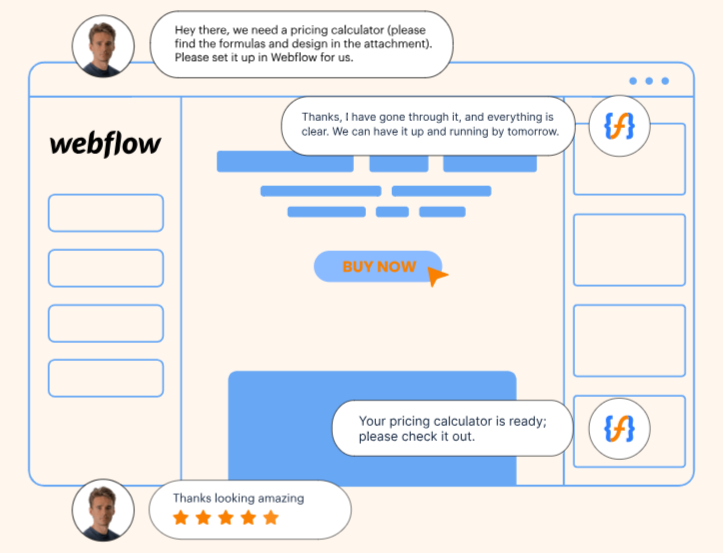 Hey there, we need a pricing calculator (please
find the formulas and design in the attachment).
Please set it up in Webflow for us.
Thanks, I have gone through it, and everything is
clear. We can have it up and running by tomorrow.
{f}
webflow
BUY NOW
Your pricing calculator is ready;
please check it out.
{f}
Thanks looking amazing